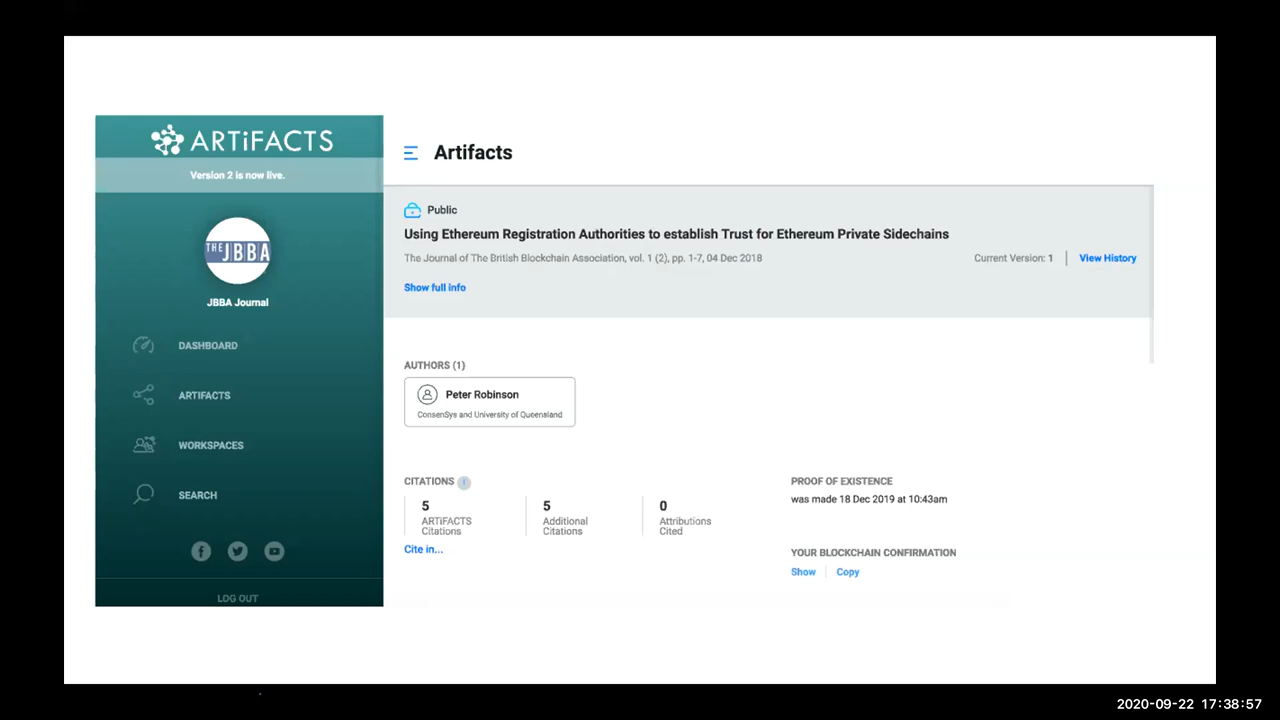 ARTiFACTS
Version 2 is now live.
THE JBBA
JBBA Journal
DASHBOARD
ARTIFACTS
WORKSPACES
SEARCH
LOG OUT
Artifacts
Public
Using Ethereum Registration Authorities to establish Trust for Ethereum Private Sidechains
The Journal of The British Blockchain Association, vol. 1 (2), pp. 1-7, 04 Dec 2018
Current Version: 1 | View History
Show full info
AUTHORS (1)
Peter Robinson
ConsenSys and University of Queensland
CITATIONS i
5
ARTiFACTS
Citations
5
Additional
Citations
0
Attributions
Cited
Cite in...
PROOF OF EXISTENCE
was made 18 Dec 2019 at 10:43am
YOUR BLOCKCHAIN CONFIRMATION
Show | Copy
2020-09-22 17:38:57